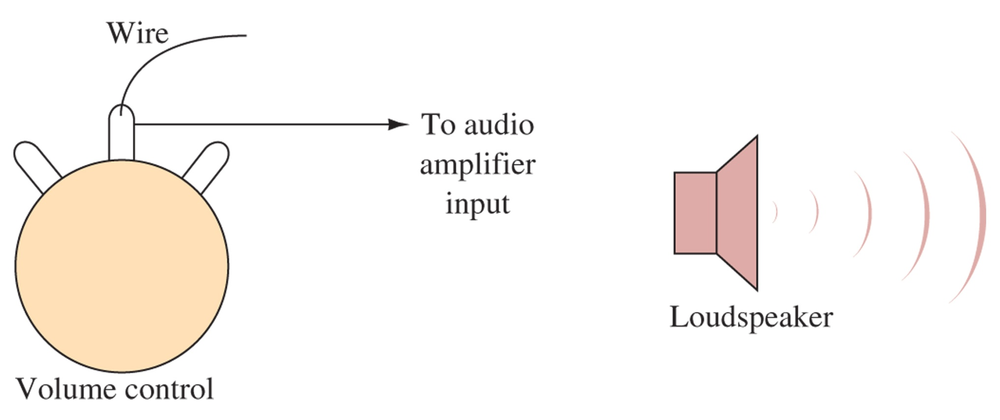 Wire
To audio
amplifier
input
Loudspeaker
Volume control